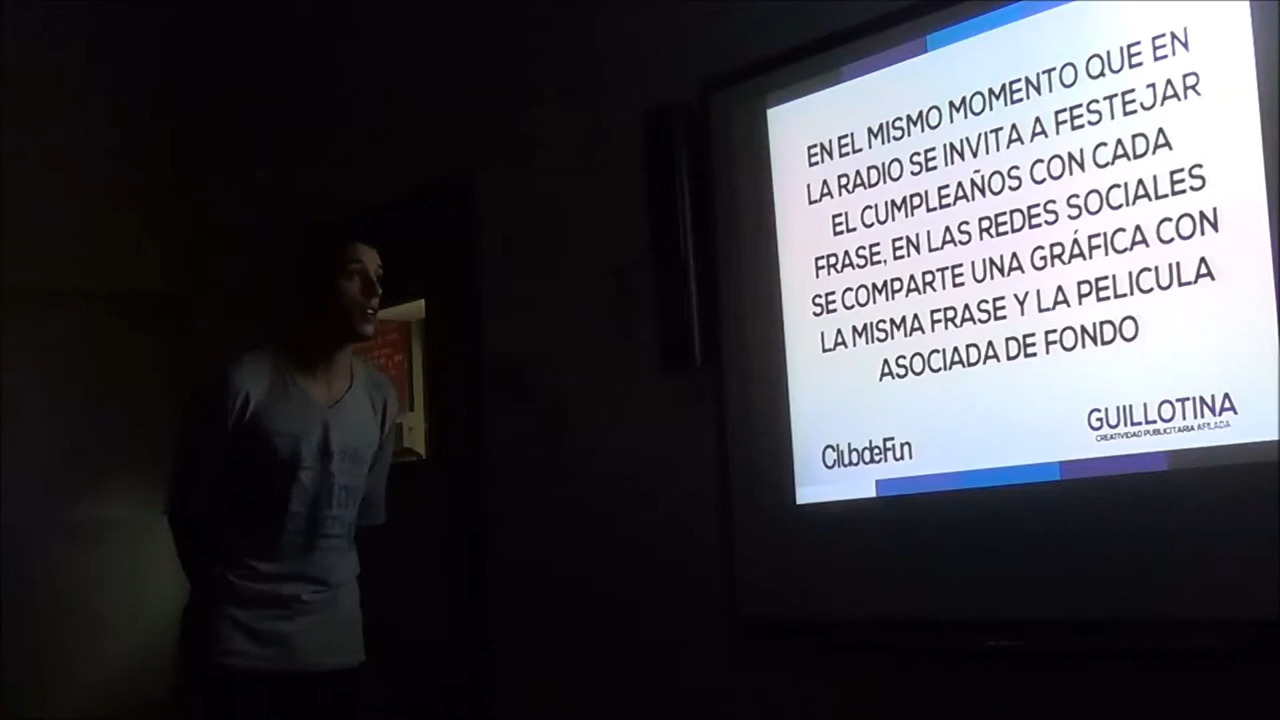 EN EL MISMO MOMENTO QUE EN
LA RADIO SE INVITA A FESTEJAR
EL CUMPLEAÑOS CON CADA
FRASE, EN LAS REDES SOCIALES
SE COMPARTE UNA GRÁFICA CON
LA MISMA FRASE Y LA PELICULA
ASOCIADA DE FONDO
ClubdeFun
GUILLOTINA
CREATIVIDAD PUBLICITARIA AFILADA